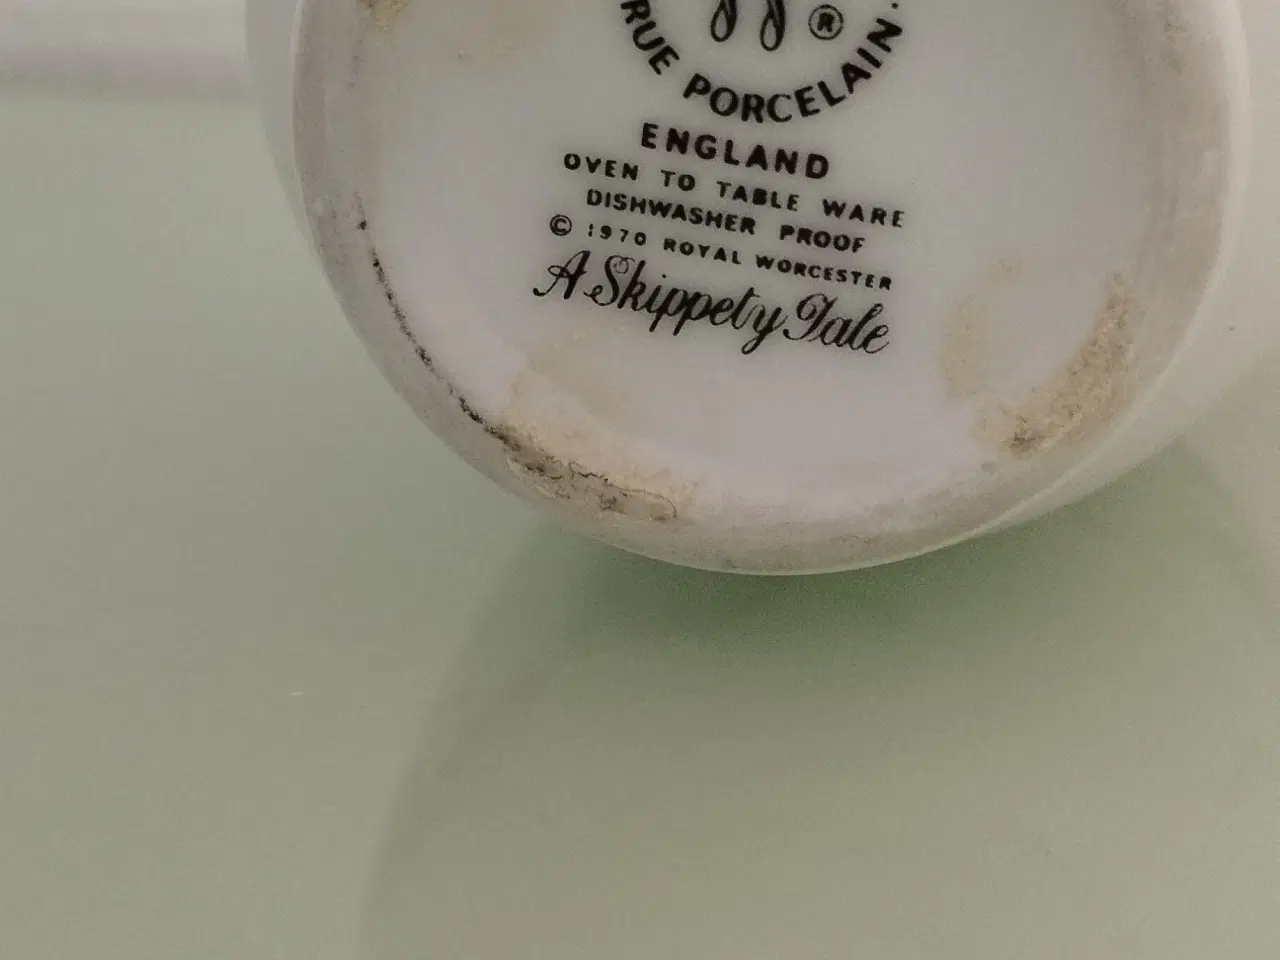 RUE PORCELAIN.
®
ENGLAND
OVEN TO TABLE WARE
DISHWASHER PROOF
© 1970 ROYAL WORCESTER
A Skippety Tale